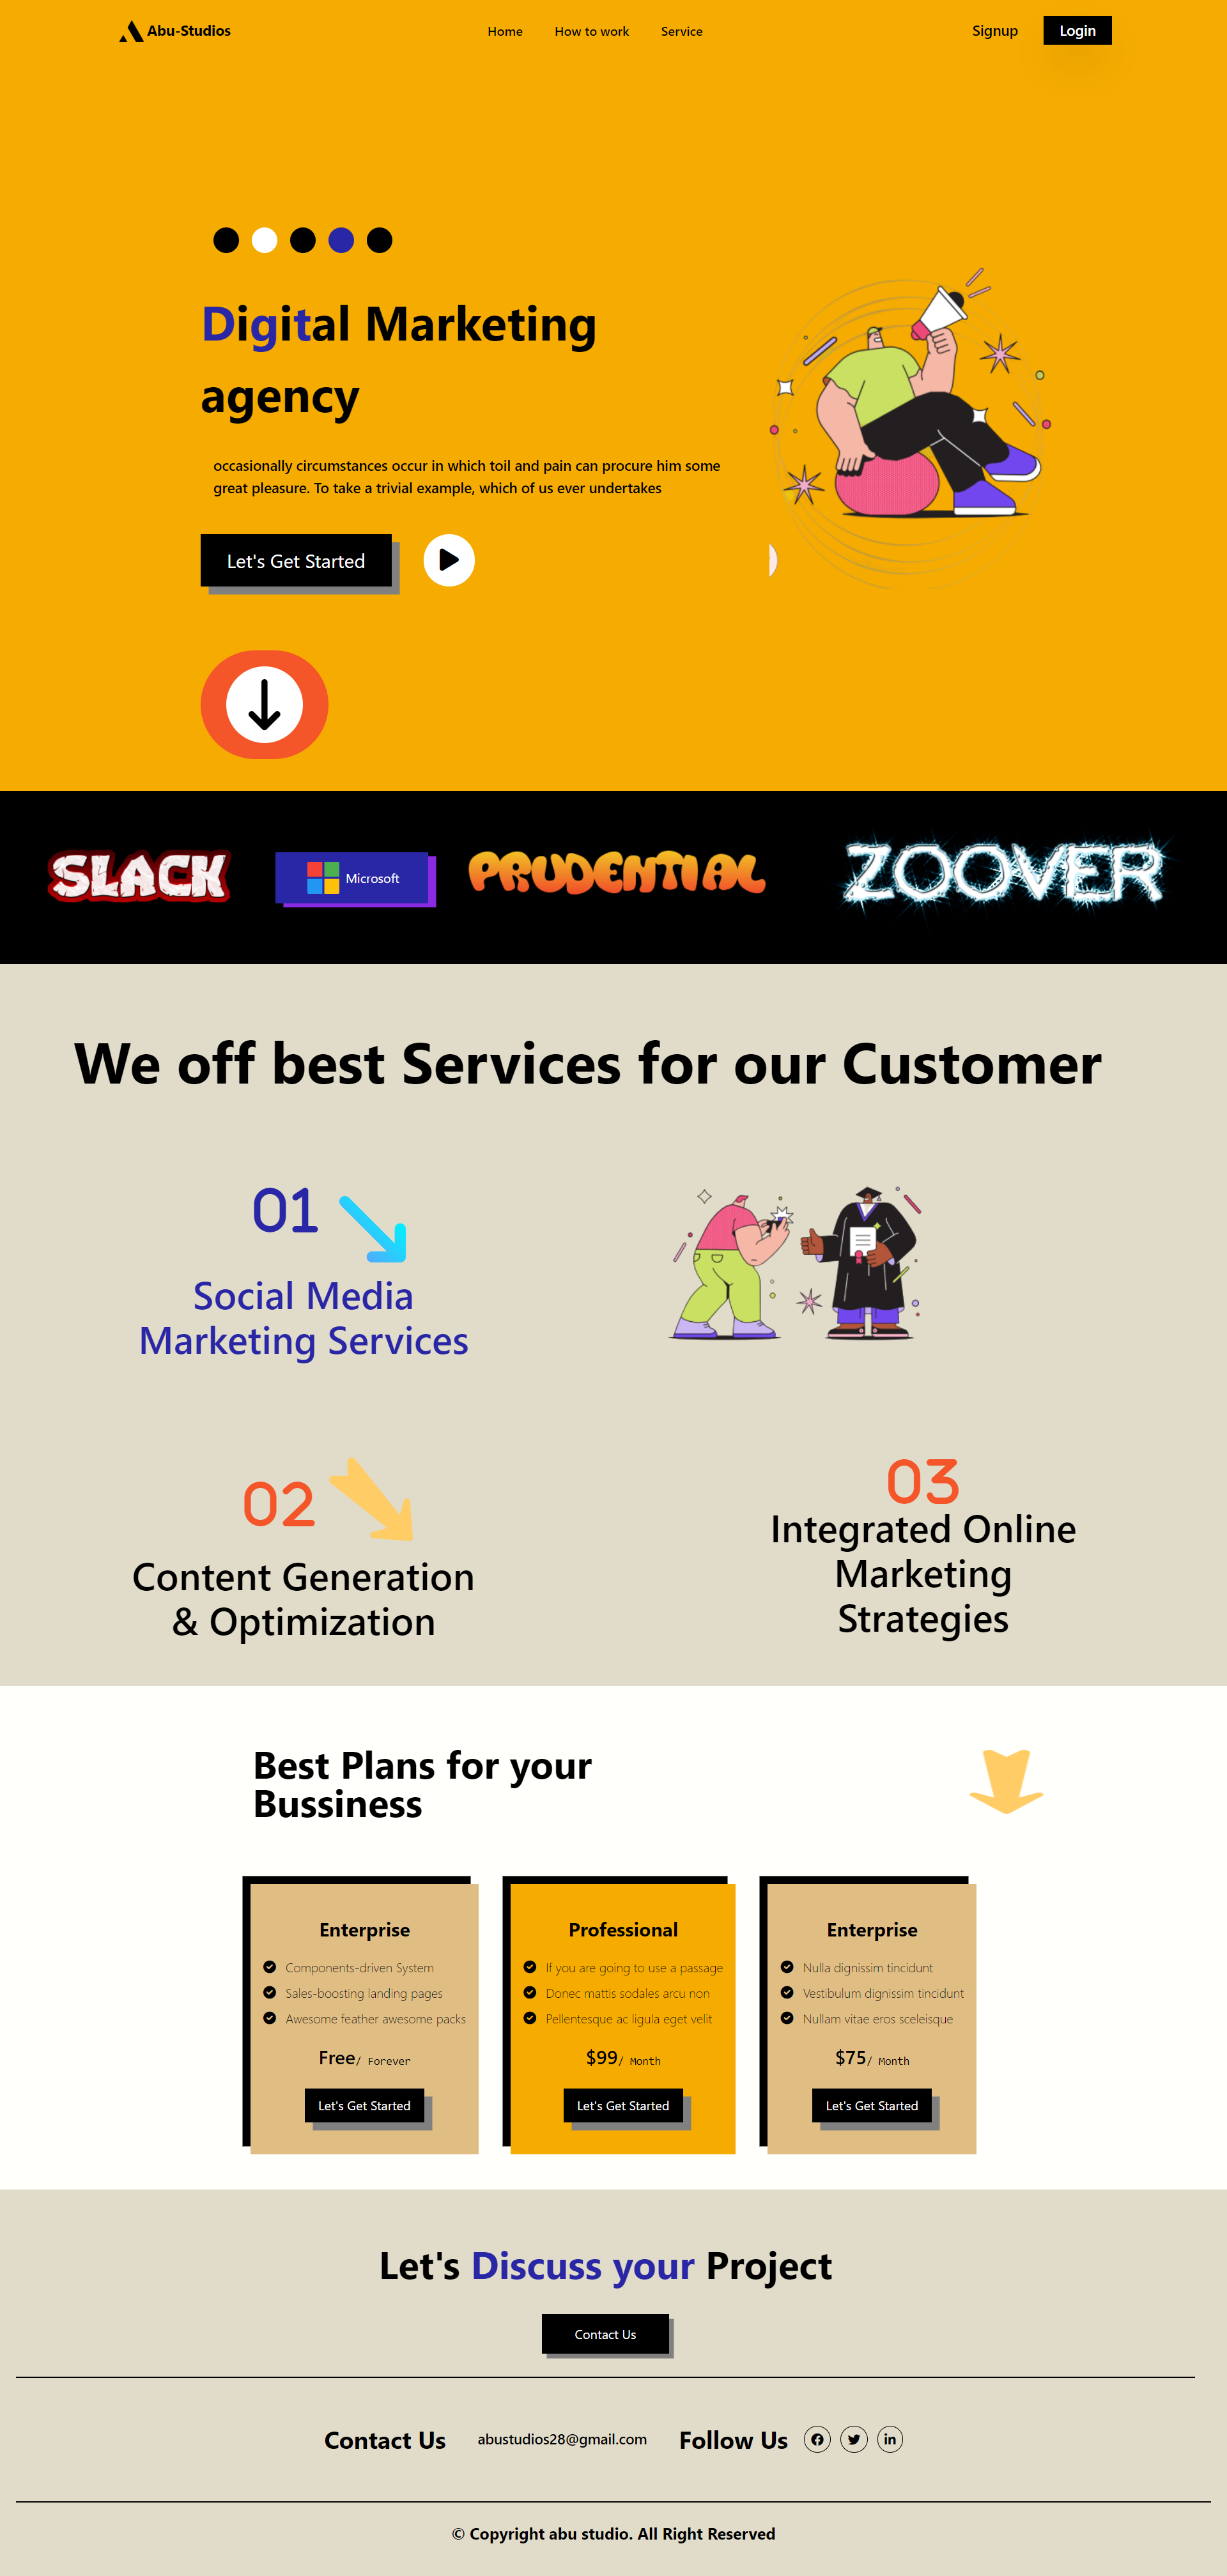 Abu-Studios
Home
How to work
Service
Signup
Login
Digital Marketing
agency
occasionally circumstances occur in which toil and pain can procure him some
great pleasure. To take a trivial example, which of us ever undertakes
Let's Get Started
SLACK
Microsoft
PRUDENTIAL
ZOOVER
We off best Services for our Customer
01
Social Media
Marketing Services
02
Content Generation
& Optimization
03
Integrated Online
Marketing
Strategies
Best Plans for your
Bussiness
Enterprise
Components-driven System
Sales-boosting landing pages
Awesome feather awesome packs
Free/ Forever
Let's Get Started
Professional
If you are going to use a passage
Donec mattis sodales arcu non
Pellentesque ac ligula eget velit
$99/ Month
Let's Get Started
Enterprise
Nulla dignissim tincidunt
Vestibulum dignissim tincidunt
Nullam vitae eros sceleisque
$75/ Month
Let's Get Started
Let's Discuss your Project
Contact Us
Contact Us
abustudios28@gmail.com
Follow Us
© Copyright abu studio. All Right Reserved